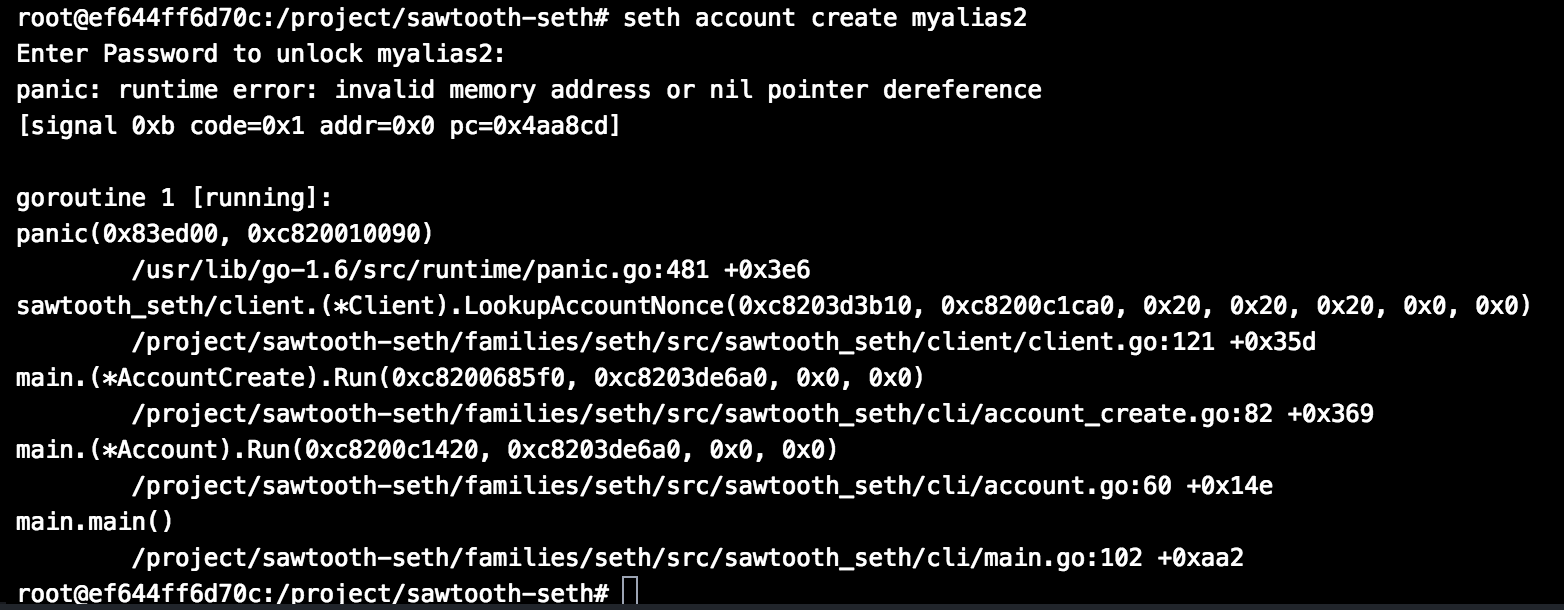 root@ef644ff6d70c:/project/sawtooth-seth# seth account create myalias2
Enter Password to unlock myalias2:
panic: runtime error: invalid memory address or nil pointer dereference
[signal 0xb code=0x1 addr=0x0 pc=0x4aa8cd]

goroutine 1 [running]:
panic(0x83ed00, 0xc820010090)
        /usr/lib/go-1.6/src/runtime/panic.go:481 +0x3e6
sawtooth_seth/client.(*Client).LookupAccountNonce(0xc8203d3b10, 0xc8200c1ca0, 0x20, 0x20, 0x20, 0x0, 0x0)
        /project/sawtooth-seth/families/seth/src/sawtooth_seth/client/client.go:121 +0x35d
main.(*AccountCreate).Run(0xc8200685f0, 0xc8203de6a0, 0x0, 0x0)
        /project/sawtooth-seth/families/seth/src/sawtooth_seth/cli/account_create.go:82 +0x369
main.(*Account).Run(0xc8200c1420, 0xc8203de6a0, 0x0, 0x0)
        /project/sawtooth-seth/families/seth/src/sawtooth_seth/cli/account.go:60 +0x14e
main.main()
        /project/sawtooth-seth/families/seth/src/sawtooth_seth/cli/main.go:102 +0xaa2
root@ef644ff6d70c:/project/sawtooth-seth#